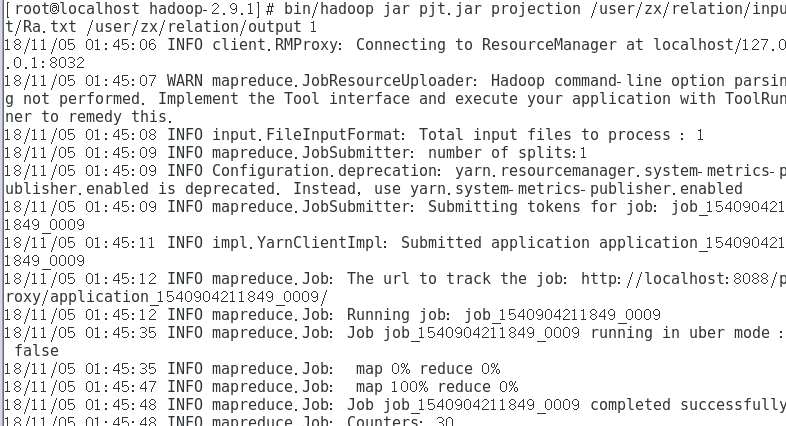 [root@localhost hadoop-2.9.1]# bin/hadoop jar pjt.jar projection /user/zx/relation/inpu
t/Ra.txt /user/zx/relation/output 1
18/11/05 01:45:06 INFO client.RMProxy: Connecting to ResourceManager at localhost/127.0
.0.1:8032
18/11/05 01:45:07 WARN mapreduce.JobResourceUploader: Hadoop command-line option parsin
g not performed. Implement the Tool interface and execute your application with ToolRun
ner to remedy this.
18/11/05 01:45:08 INFO input.FileInputFormat: Total input files to process : 1
18/11/05 01:45:09 INFO mapreduce.JobSubmitter: number of splits:1
18/11/05 01:45:09 INFO Configuration.deprecation: yarn.resourcemanager.system-metrics-p
ublisher.enabled is deprecated. Instead, use yarn.system-metrics-publisher.enabled
18/11/05 01:45:09 INFO mapreduce.JobSubmitter: Submitting tokens for job: job_154090421
1849_0009
18/11/05 01:45:11 INFO impl.YarnClientImpl: Submitted application application_154090421
1849_0009
18/11/05 01:45:12 INFO mapreduce.Job: The url to track the job: http://localhost:8088/p
roxy/application_1540904211849_0009/
18/11/05 01:45:12 INFO mapreduce.Job: Running job: job_1540904211849_0009
18/11/05 01:45:35 INFO mapreduce.Job: Job job_1540904211849_0009 running in uber mode :
 false
18/11/05 01:45:35 INFO mapreduce.Job:  map 0% reduce 0%
18/11/05 01:45:47 INFO mapreduce.Job:  map 100% reduce 0%
18/11/05 01:45:48 INFO mapreduce.Job: Job job_1540904211849_0009 completed successfully
18/11/05 01:45:48 INFO mapreduce.Job: Counters: 30